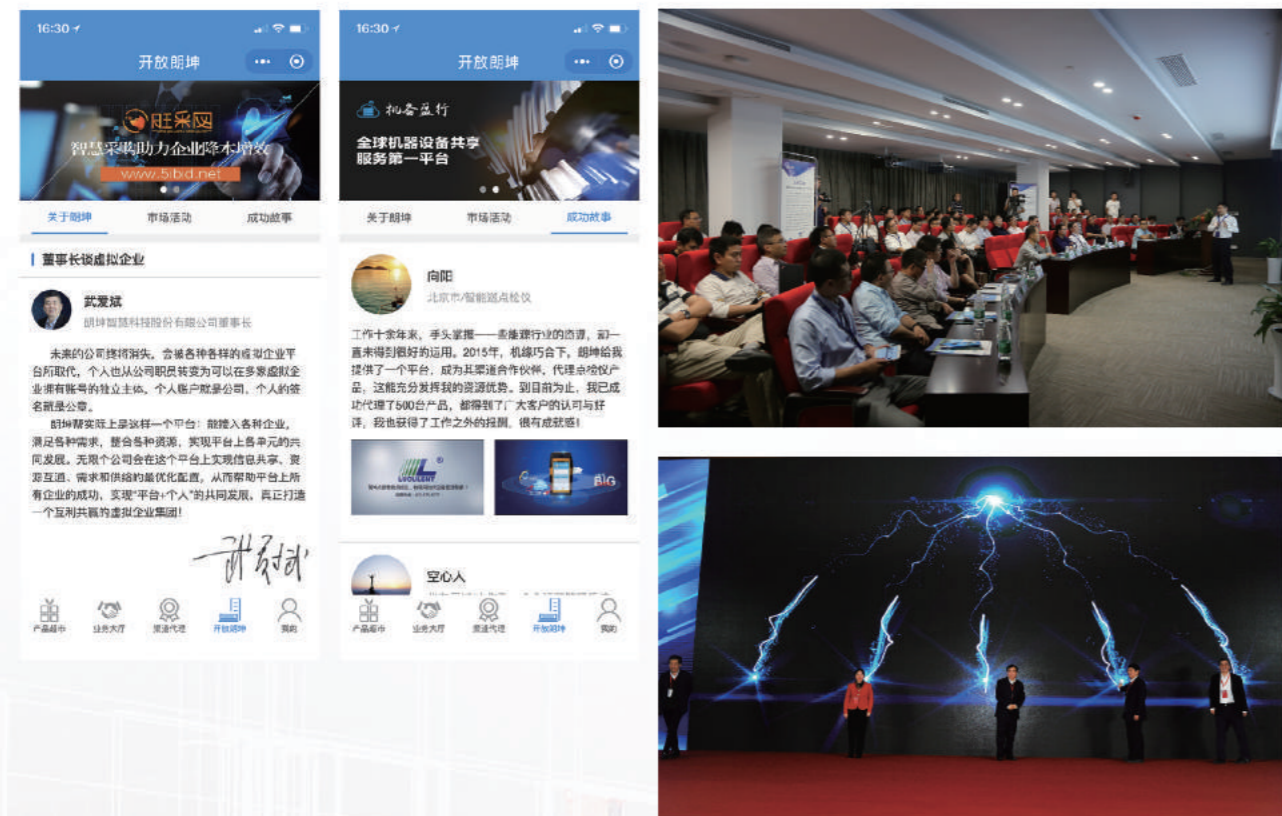 16:30
开放朗坤
旺采网
智慧采购助力企业降本增效
www.5ibid.net
关于朗坤
市场活动
成功故事
董事长谈虚拟企业
武爱斌
朗坤智慧科技股份有限公司董事长
未来的公司终将消失，会被各种各样的虚拟企业平
台所取代，个人也从公司职员转变为可以在多家虚拟企
业拥有账号的独立主体。个人账户就是公司，个人的签
名就是公章。
朗坤帮实际上是这样一个平台：能接入各种企业，
满足各种需求，整合各种资源，实现平台上各单元的共
同发展。无限个公司会在这个平台上实现信息共享、资
源互通、需求和供给的最优化配置，从而帮助平台上所
有企业的成功，实现“平台+个人”的共同发展，真正打造
一个互利共赢的虚拟企业集团！
产品超市
业务大厅
渠道代理
开放朗坤
我的
16:30
开放朗坤
机备盈行
全球机器设备共享
服务第一平台
关于朗坤
市场活动
成功故事
向阳
北京市/智能巡点检仪
工作十余年来，手头掌握一一些能源行业的资源，却一
直未得到很好的运用。2015年，机缘巧合下，朗坤给我
提供了一个平台，成为其渠道合作伙伴。代理点检仪产
品，这能充分发挥我的资源优势。到目前为止，我已成
功代理了500台产品，都得到了广大客户的认可与好
评，我也获得了工作之外的报酬，很有成就感！
LUCULENT
BIG
空心人
产品超市
业务大厅
渠道代理
开放朗坤
我的